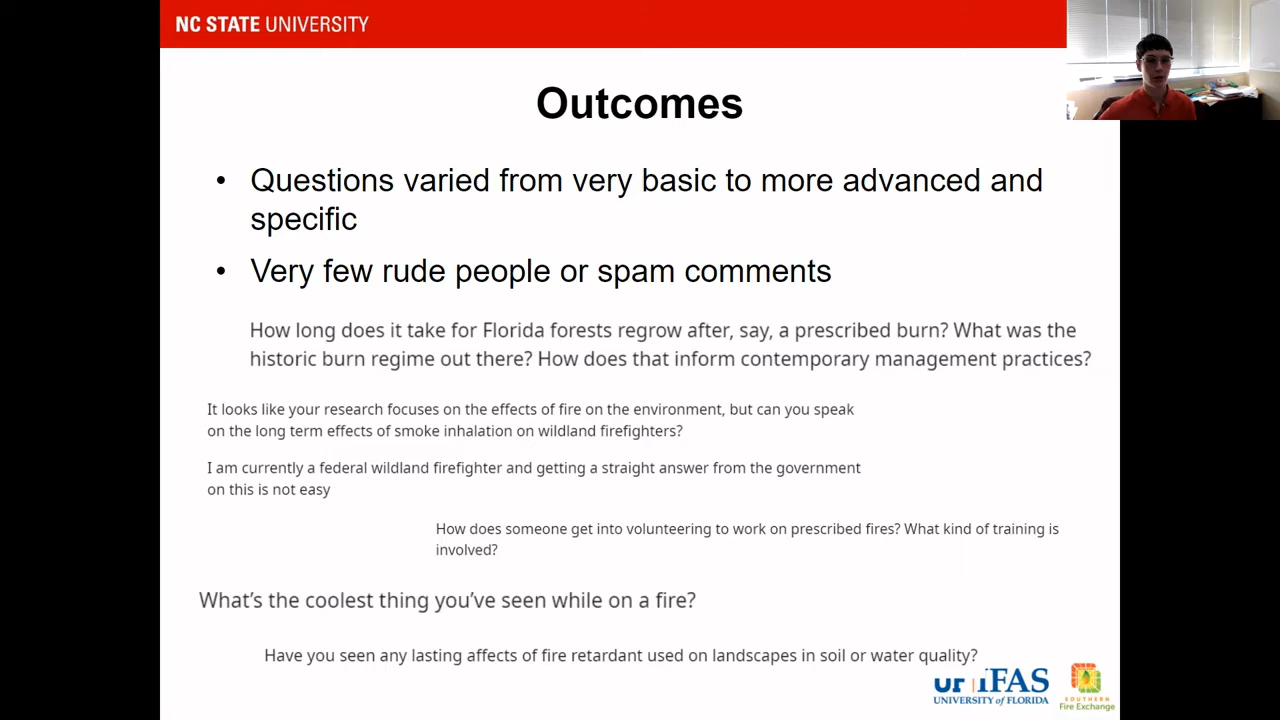 NC STATE UNIVERSITY
Outcomes
• Questions varied from very basic to more advanced and
specific
• Very few rude people or spam comments
How long does it take for Florida forests regrow after, say, a prescribed burn? What was the
historic burn regime out there? How does that inform contemporary management practices?
It looks like your research focuses on the effects of fire on the environment, but can you speak
on the long term effects of smoke inhalation on wildland firefighters?
I am currently a federal wildland firefighter and getting a straight answer from the government
on this is not easy
How does someone get into volunteering to work on prescribed fires? What kind of training is
involved?
What's the coolest thing you've seen while on a fire?
Have you seen any lasting affects of fire retardant used on landscapes in soil or water quality?
IFAS
UNIVERSITY of FLORIDA
SOUTHERN
Fire Exchange